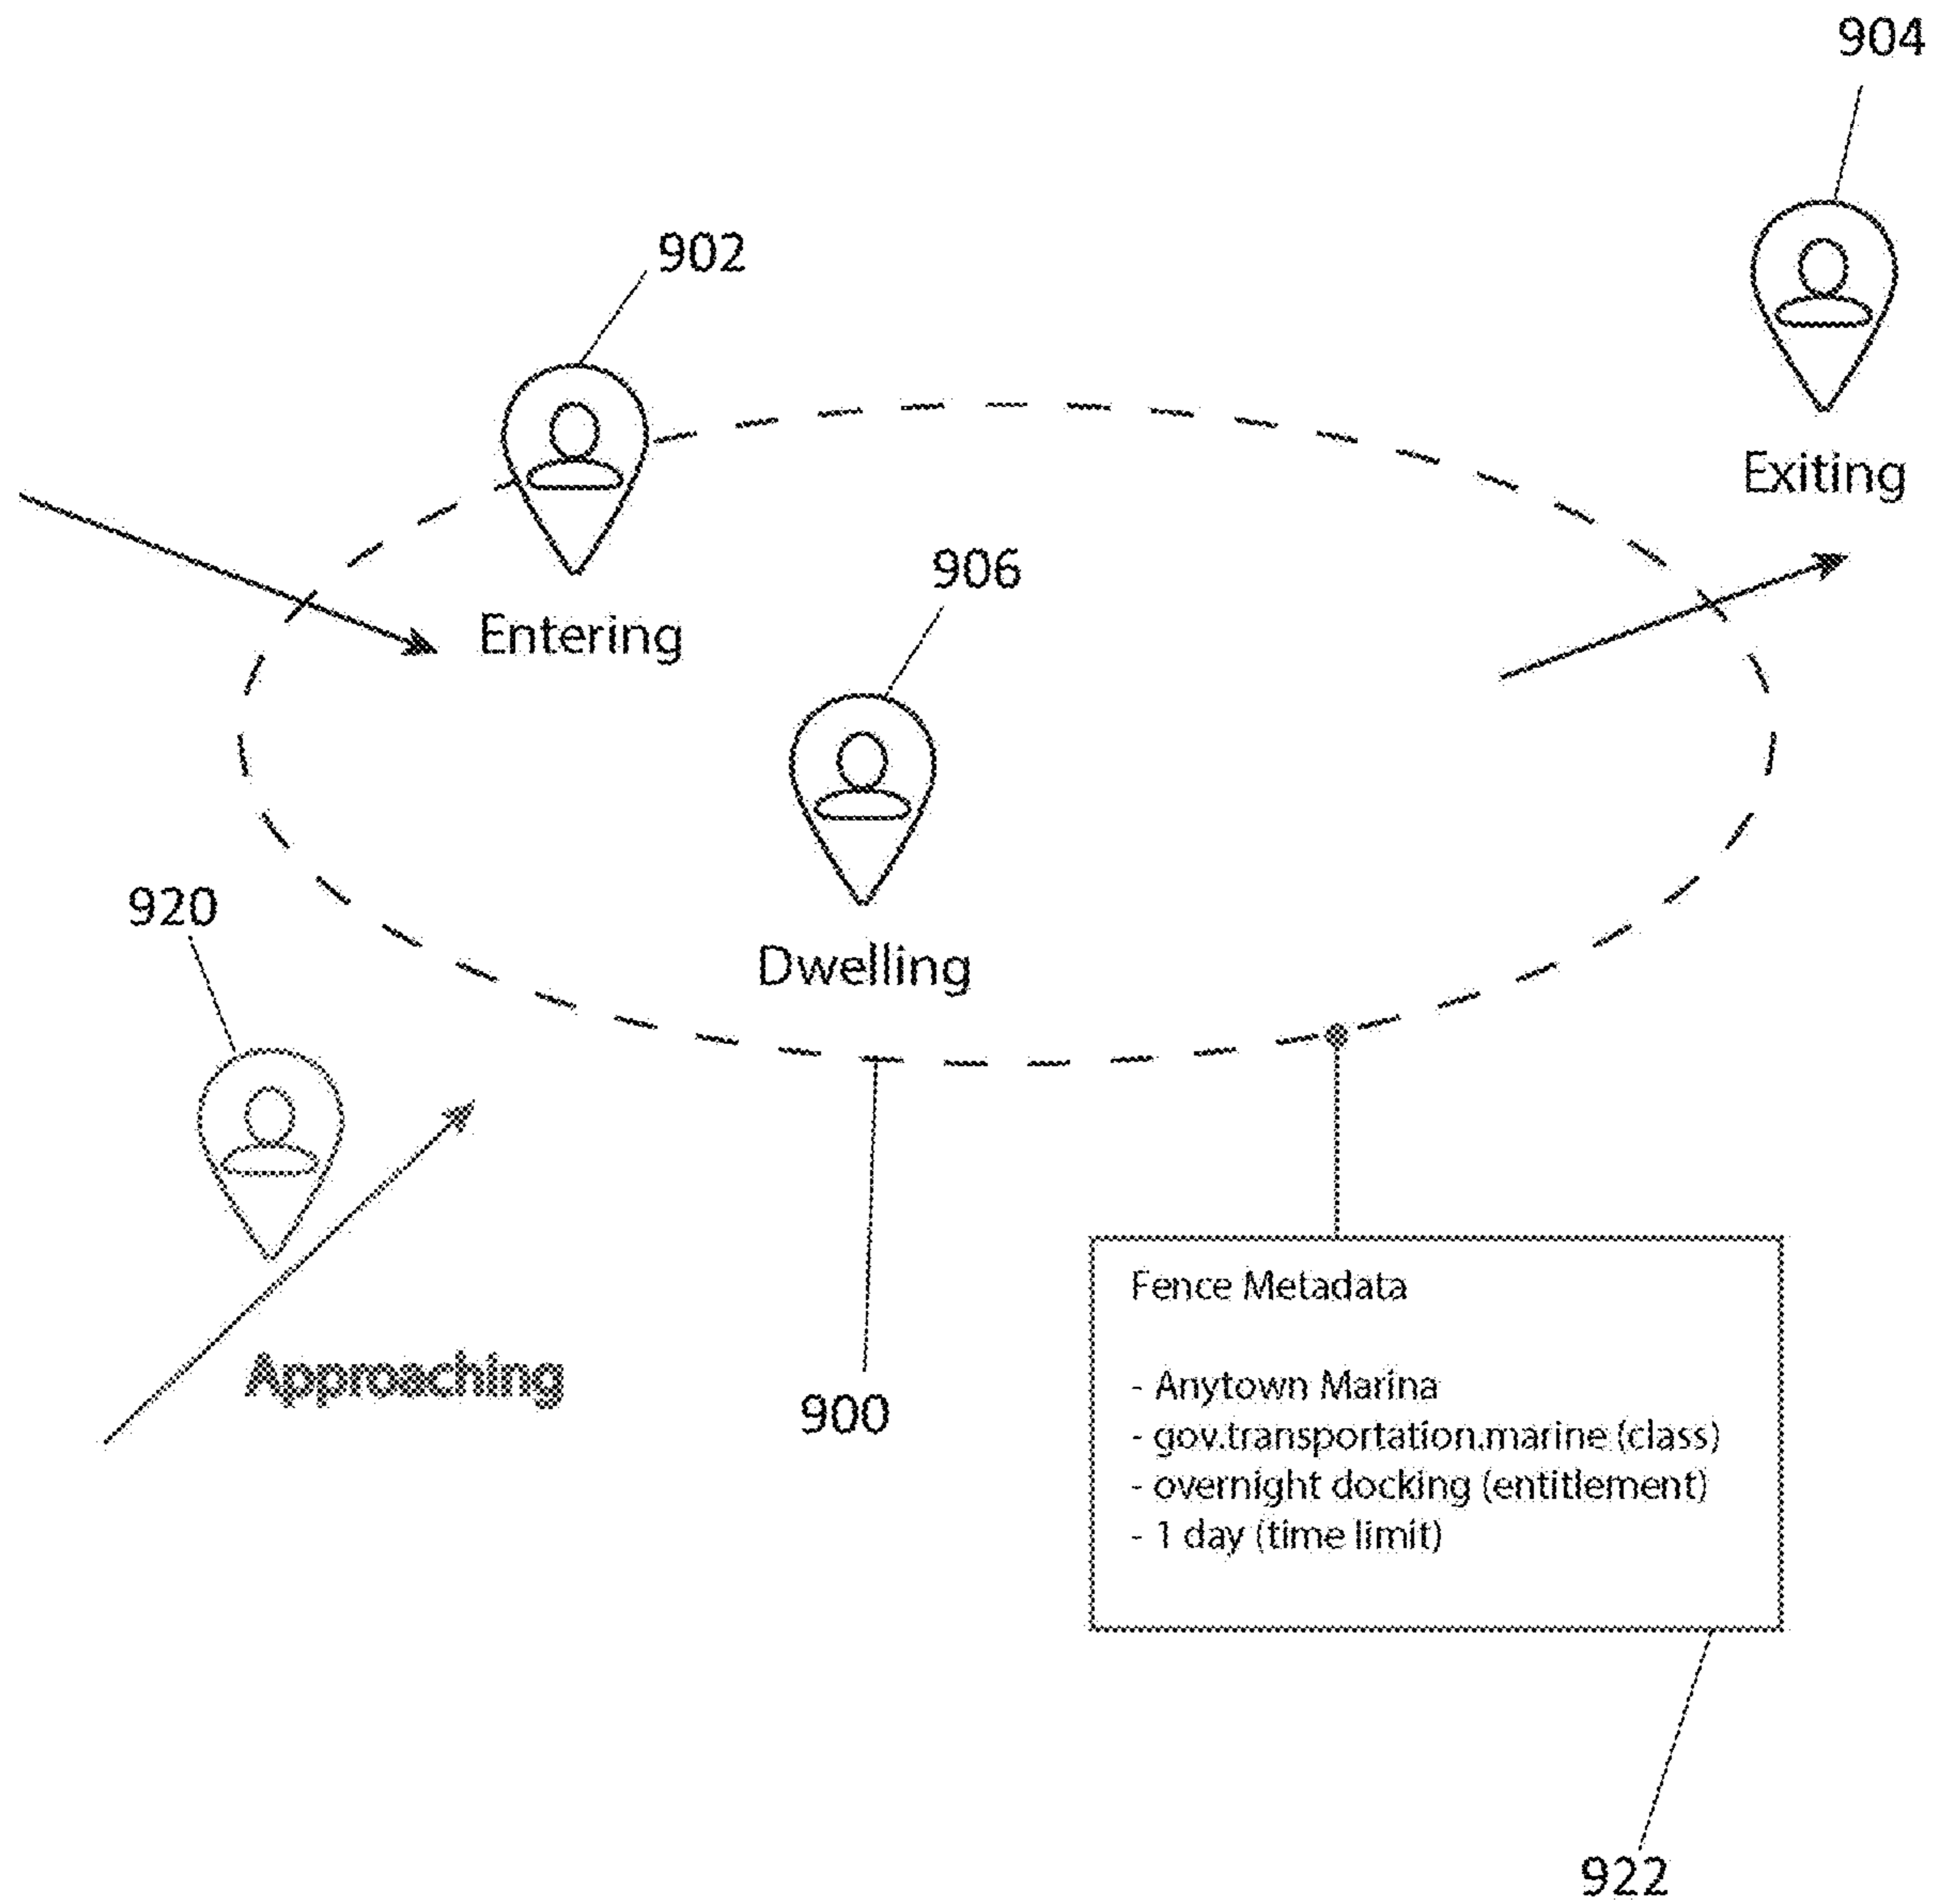 904
902
Exiting
906
Entering
920
Dwelling
Approaching
900
Fence Metadata
- Anytown Marina
- gov.transportation.marine (class)
- overnight docking (entitlement)
- 1 day (time limit)
922